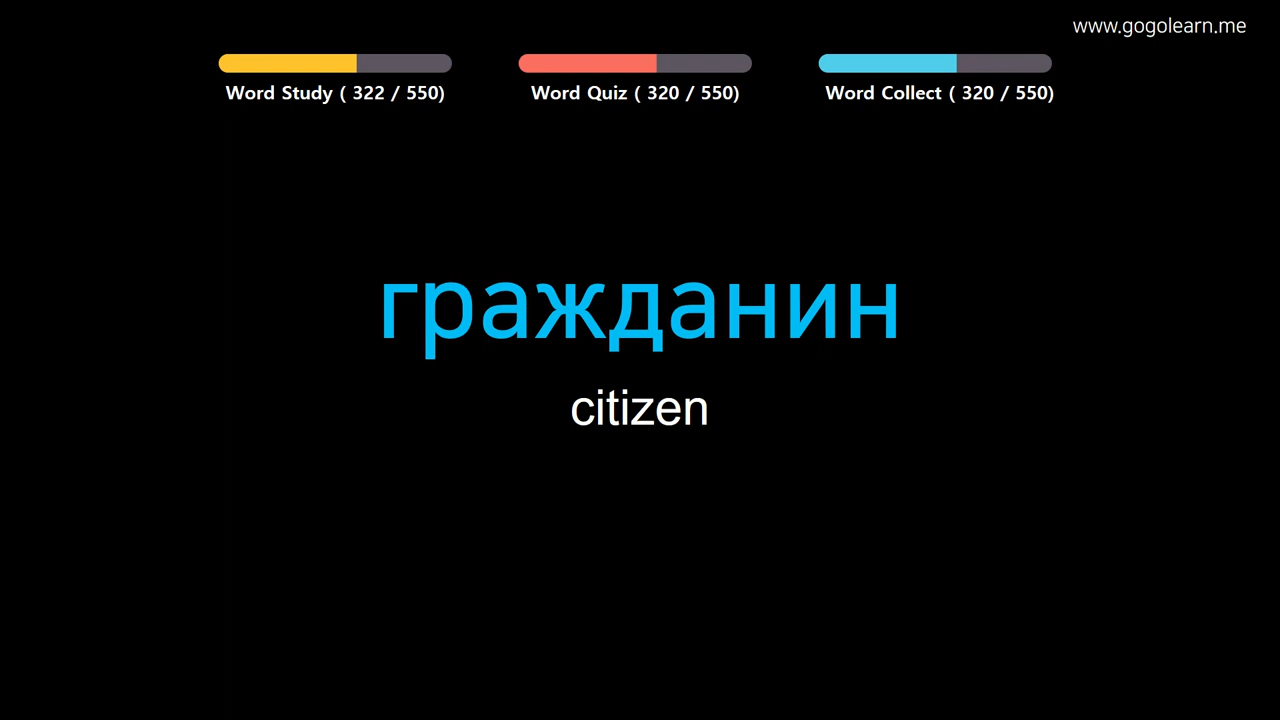 www.gogolearn.me
Word Study ( 322 / 550)
Word Quiz ( 320 / 550)
Word Collect ( 320 / 550)
гражданин
citizen